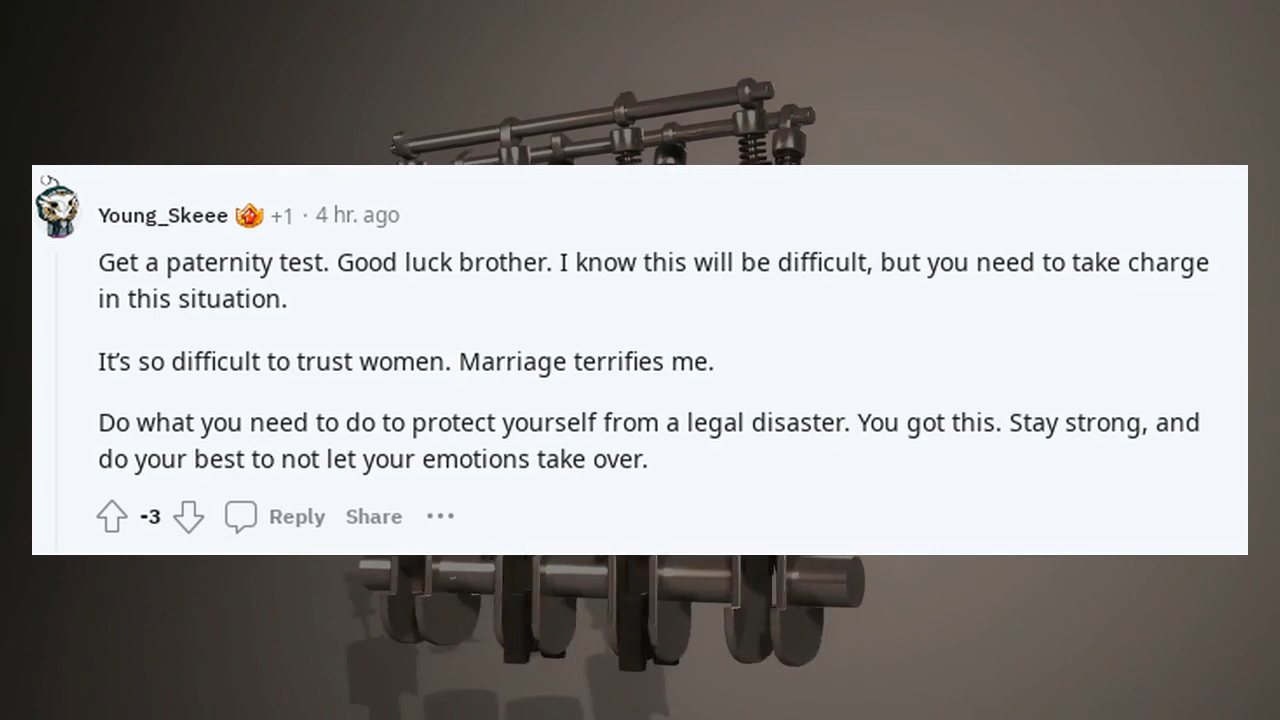 Young_Skeee +1 · 4 hr. ago
Get a paternity test. Good luck brother. I know this will be difficult, but you need to take charge
in this situation.
It’s so difficult to trust women. Marriage terrifies me.
Do what you need to do to protect yourself from a legal disaster. You got this. Stay strong, and
do your best to not let your emotions take over.
-3 Reply Share ···